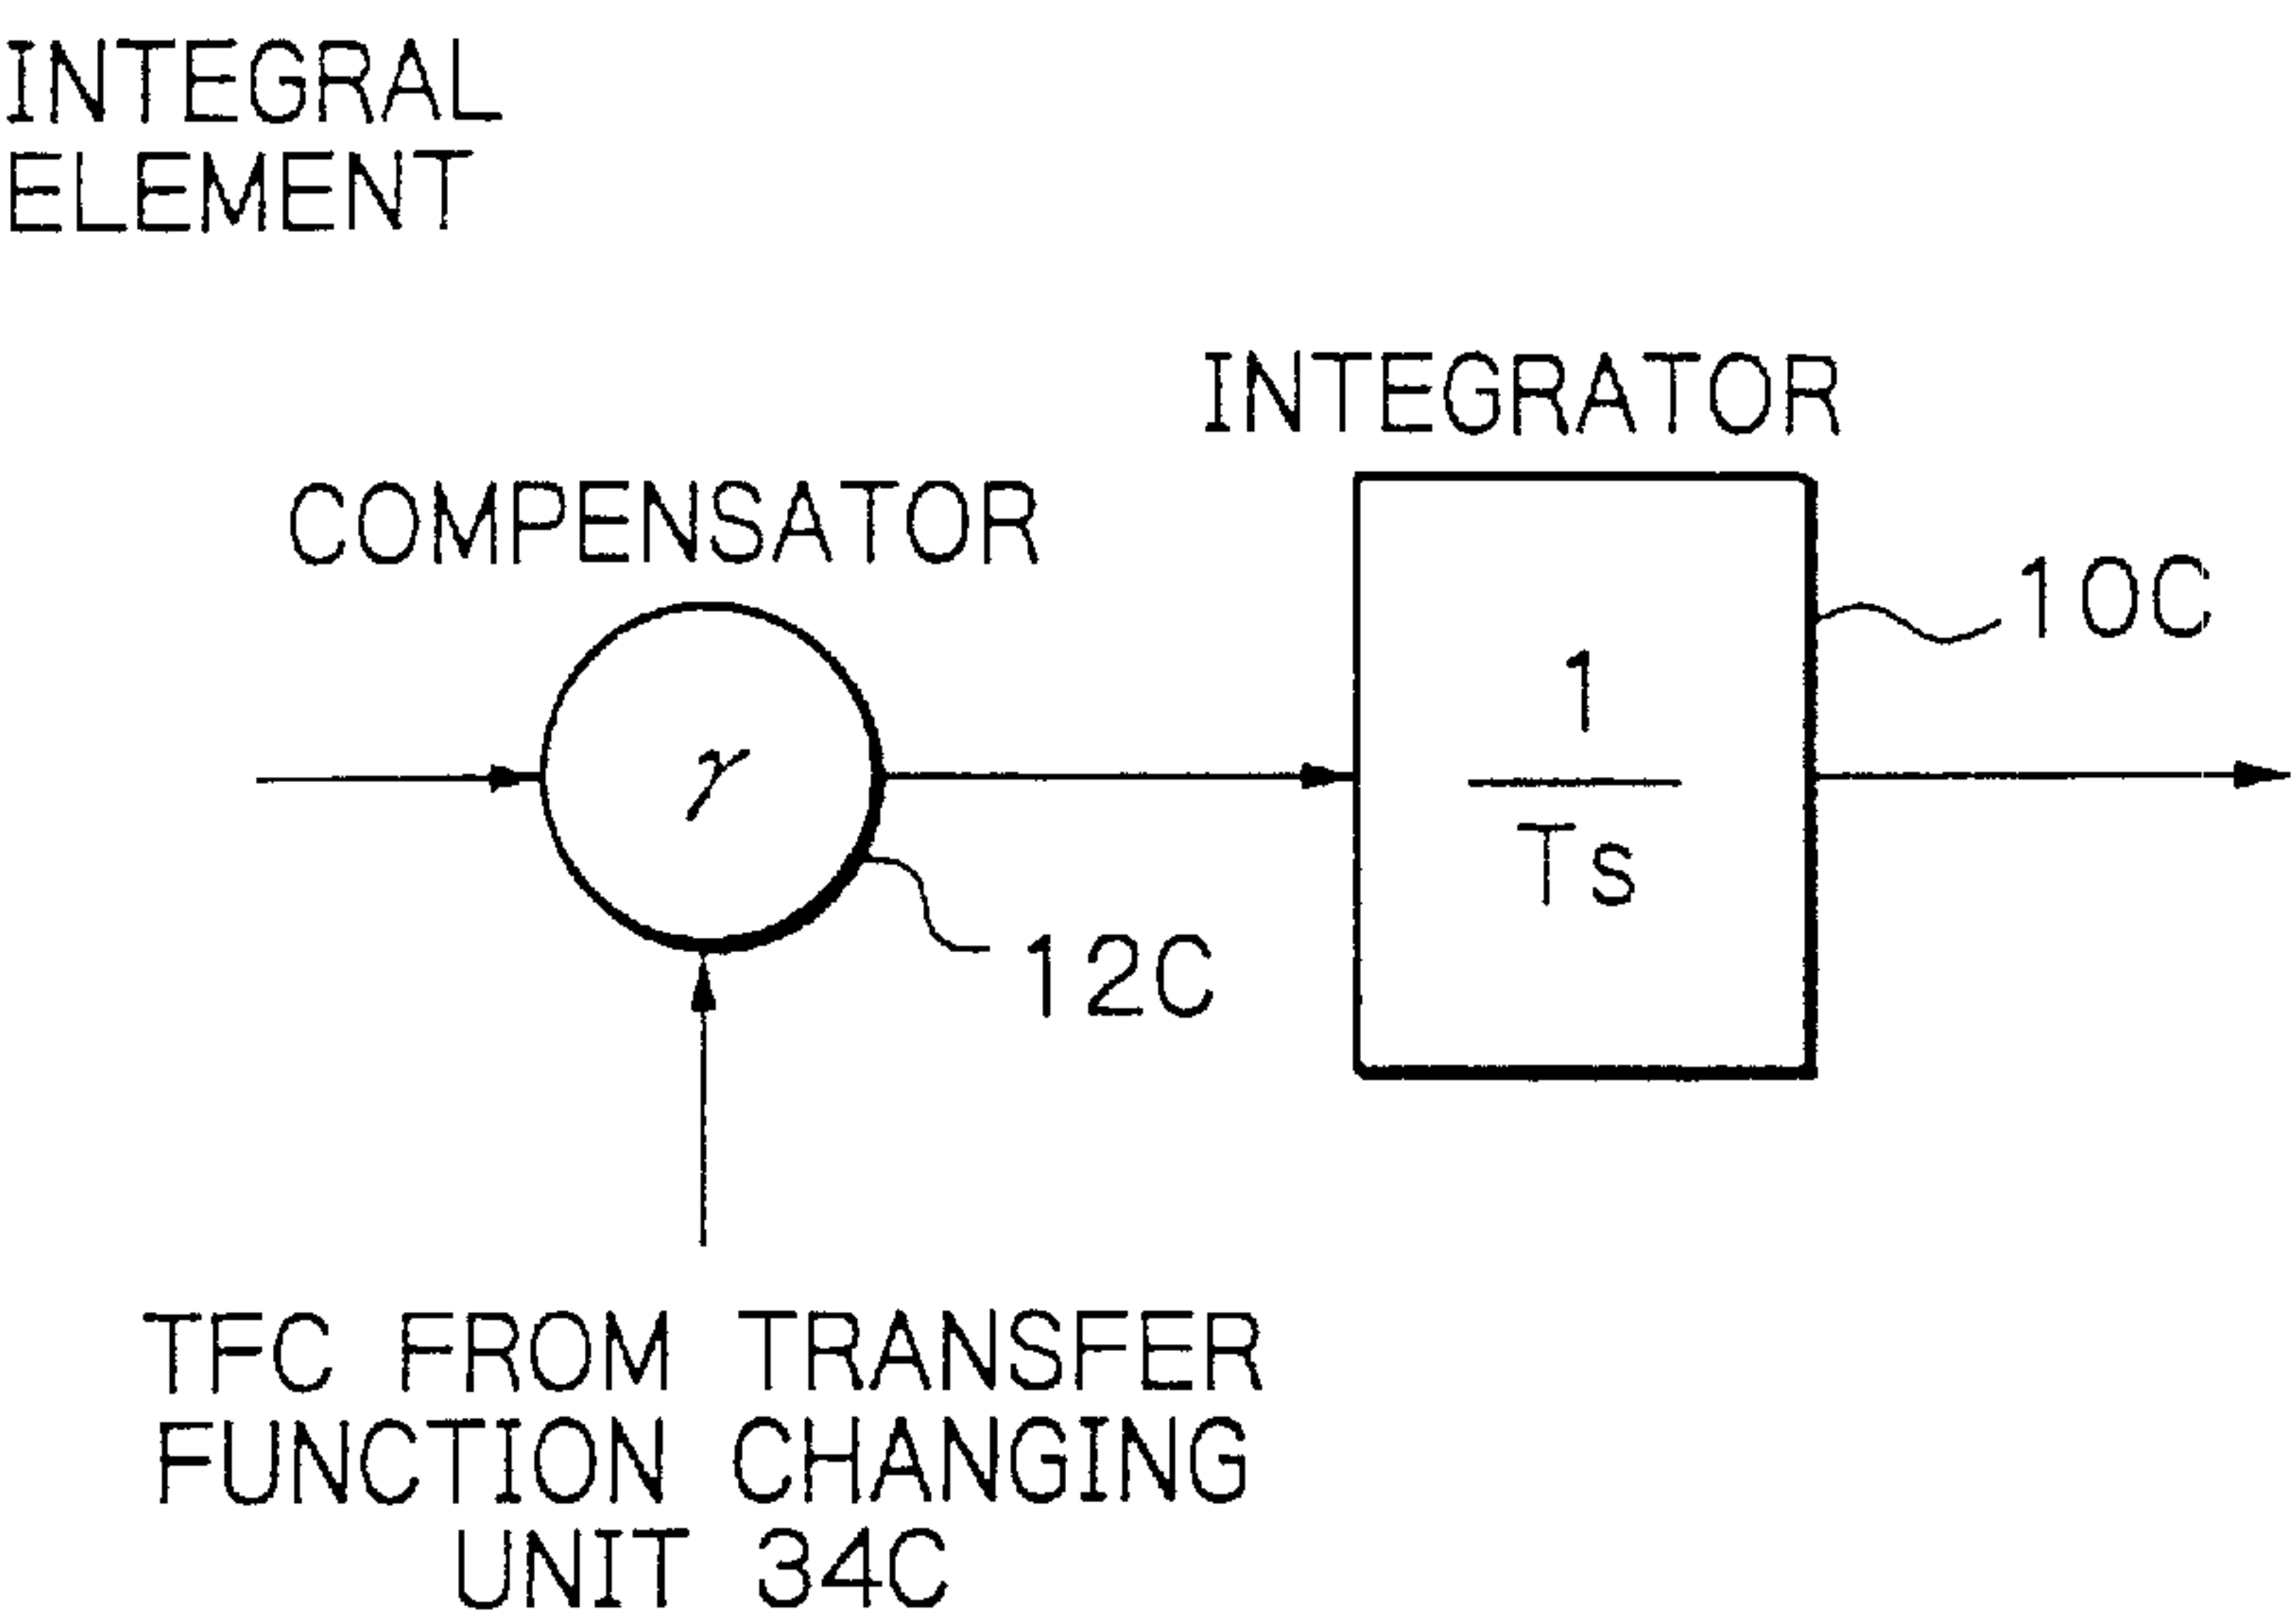 INTEGRAL
ELEMENT
INTEGRATOR
COMPENSATOR
10C
1
γ
Ts
12C
TFC FROM TRANSFER
FUNCTION CHANGING
UNIT 34C